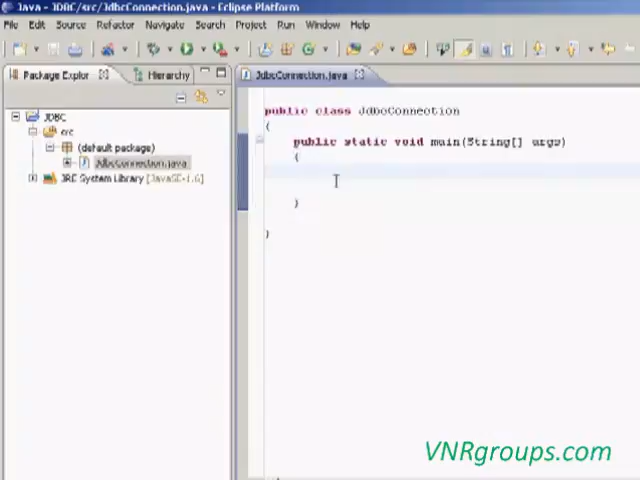 Java - JDBC/src/JdbcConnection.java - Eclipse Platform
File Edit Source Refactor Navigate Search Project Run Window Help
Package Explor Hierarchy JdbcConnection.java
JDBC
src
(default package)
JdbcConnection.java
JRE System Library [JavaSE-1.6]
public class JdbcConnection
{
public static void main(String[] args)
{
}
}
VNRgroups.com